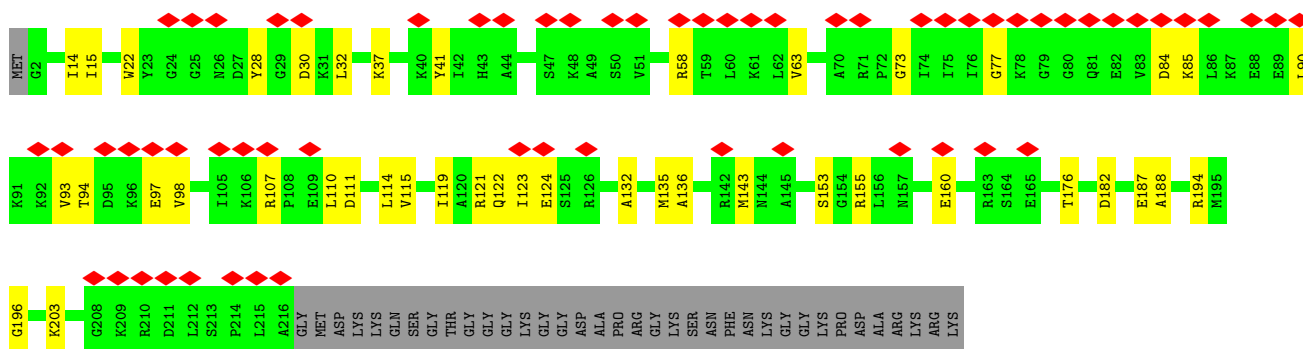 MET G2 I14 I15 W22 Y23 G24 G25 N26 D27 Y28 G29 D30 K31 L32 K37 K40 Y41 I42 H43 A44 S47 K48 A49 S50 V51 R58 T59 L60 K61 L62 V63 A70 R71 P72 G73 I74 I75 I76 G77 K78 G79 G80 Q81 E82 V83 D84 K85 L86 K87 E88 E89 L90
K91 K92 V93 T94 D95 K96 E97 V98 I105 K106 R107 P108 E109 L110 D111 L114 V115 I119 A120 R121 Q122 I123 E124 S125 R126 A132 M135 A136 R142 M143 N144 A145 S153 G154 R155 L156 N157 E160 R163 S164 E165 T176 D182 E187 A188 R194 M195
G196 K203 G208 K209 R210 D211 L212 S213 P214 L215 A216 GLY MET ASP LYS LYS GLN SER GLY THR GLY GLY GLY LYS GLY GLY ASP ALA PRO ARG GLY LYS SER ASN PHE ASN LYS GLY GLY LYS PRO ASP ALA ARG LYS ARG LYS